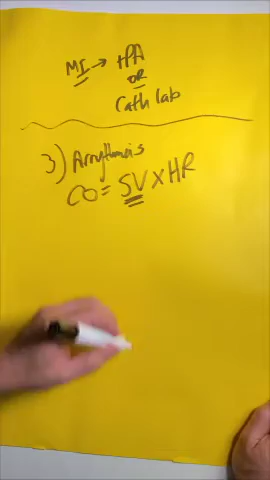 MI → tPA
OR
Cath lab
3) Arrythmias
CO = SV x HR